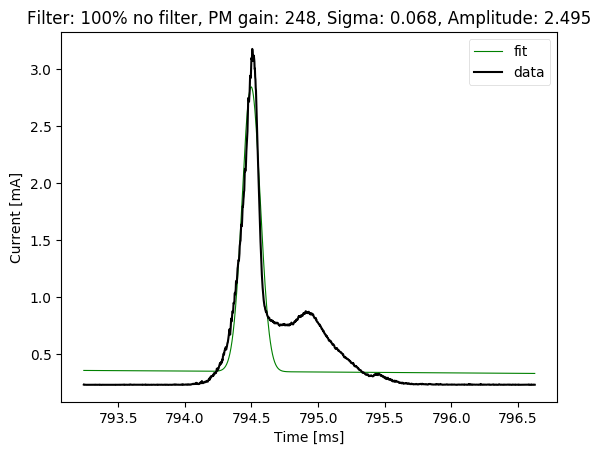 Filter: 100% no filter, PM gain: 248, Sigma: 0.068, Amplitude: 2.495
fit
data
3.0
2.5
2.0
1.5
1.0
0.5
Current [mA]
793.5 794.0 794.5 795.0 795.5 796.0 796.5
Time [ms]